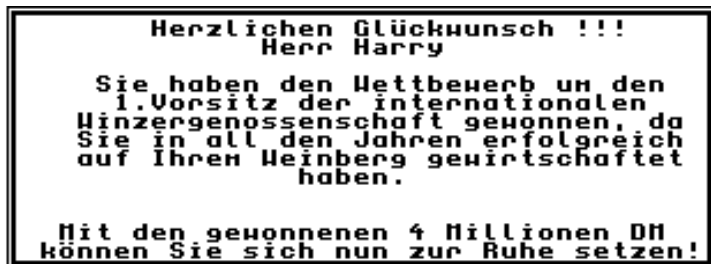 Herzlichen Glückwunsch !!!
Herr Harry
Sie haben den Wettbewerb um den
1.Vorsitz der internationalen
Winzergenossenschaft gewonnen, da
Sie in all den Jahren erfolgreich
auf Ihrem Weinberg gewirtschaftet
haben.
Mit den gewonnenen 4 Millionen DM
können Sie sich nun zur Ruhe setzen!